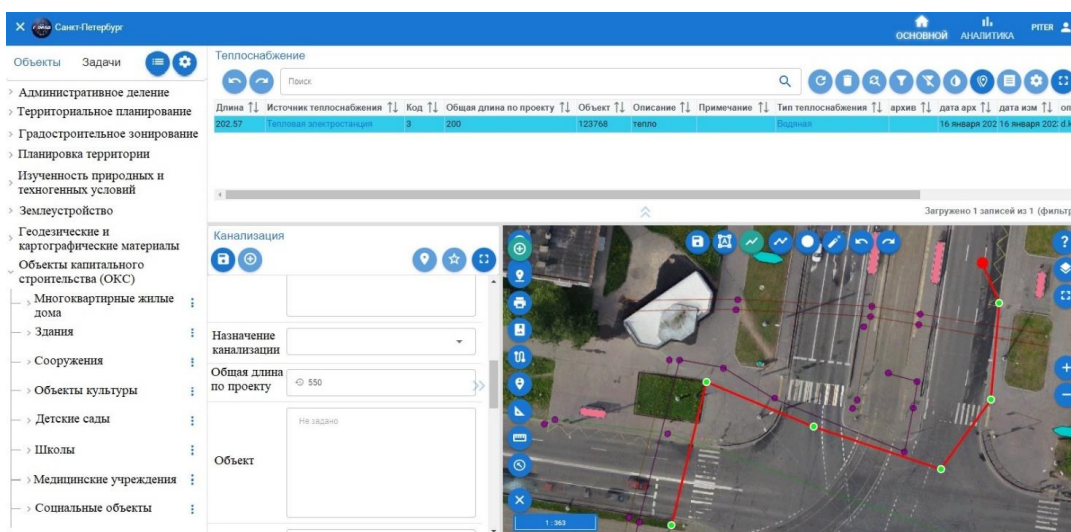 Санкт-Петербург
ОСНОВНОЙ
АНАЛИТИКА
PITER
Объекты Задачи
Административное деление
Территориальное планирование
Градостроительное зонирование
Планировка территории
Изученность природных и
техногенных условий
Землеустройство
Геодезические и
картографические материалы
Объекты капитального
строительства (ОКС)
Многоквартирные жилые
дома
Здания
Сооружения
Объекты культуры
Детские сады
Школы
Медицинские учреждения
Социальные объекты
Теплоснабжение
Поиск
Длина Источник теплоснабжения Код Общая длина по проекту Объект Описание Примечание Тип теплоснабжения архив дата арх дата изм оп
202.57 Тепловая электростанция 3 200 123768 тепло Водяная 16 января 202 16 января 202 d.k
Загружено 1 записей из 1 (фильтр
Канализация
Назначение
канализации
Общая длина
по проекту
550
Объект
Не задано
1 : 363